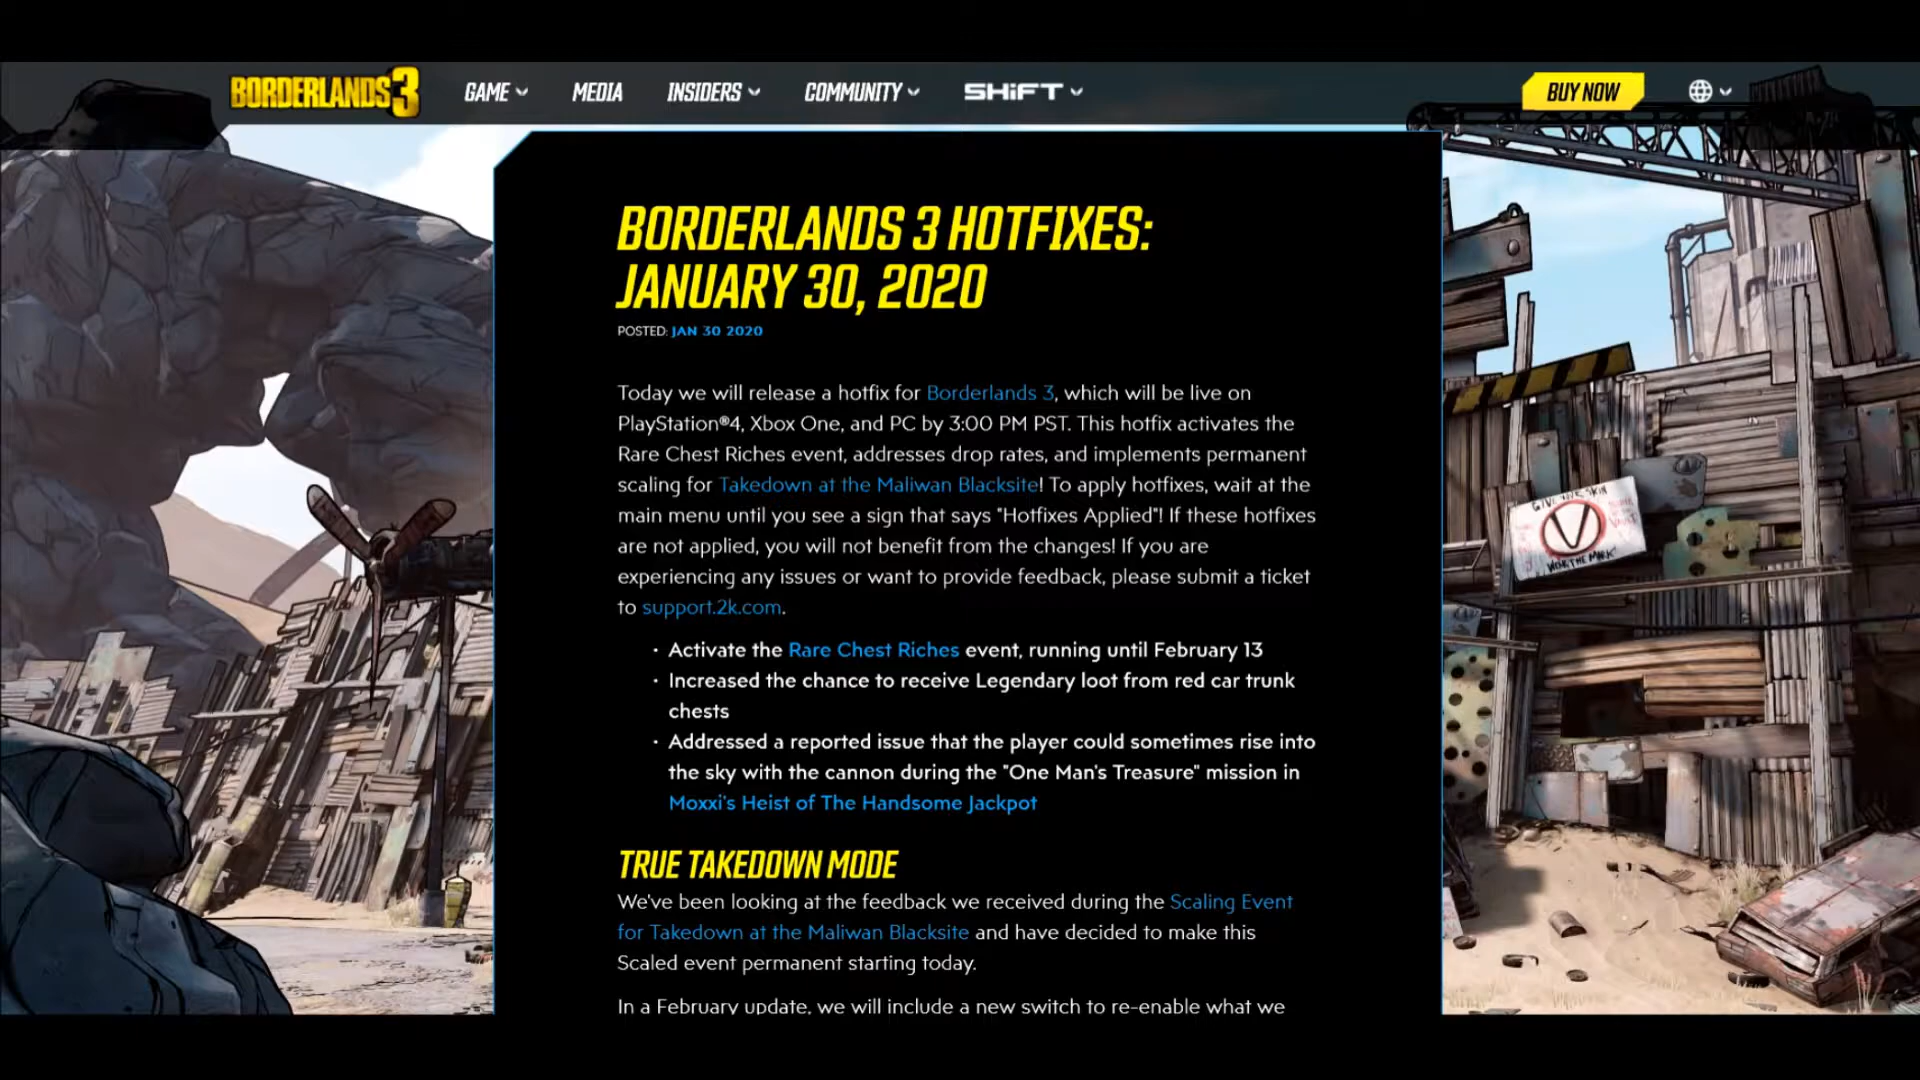 BORDERLANDS 3
GAME
MEDIA
INSIDERS
COMMUNITY
SHiFT
BUY NOW
BORDERLANDS 3 HOTFIXES:
JANUARY 30, 2020
POSTED: JAN 30 2020
Today we will release a hotfix for Borderlands 3, which will be live on
PlayStation®4, Xbox One, and PC by 3:00 PM PST. This hotfix activates the
Rare Chest Riches event, addresses drop rates, and implements permanent
scaling for Takedown at the Maliwan Blacksite! To apply hotfixes, wait at the
main menu until you see a sign that says "Hotfixes Applied"! If these hotfixes
are not applied, you will not benefit from the changes! If you are
experiencing any issues or want to provide feedback, please submit a ticket
to support.2k.com.
• Activate the Rare Chest Riches event, running until February 13
• Increased the chance to receive Legendary loot from red car trunk
chests
• Addressed a reported issue that the player could sometimes rise into
the sky with the cannon during the "One Man's Treasure" mission in
Moxxi's Heist of The Handsome Jackpot
TRUE TAKEDOWN MODE
We've been looking at the feedback we received during the Scaling Event
for Takedown at the Maliwan Blacksite and have decided to make this
Scaled event permanent starting today.
In a February update, we will include a new switch to re-enable what we